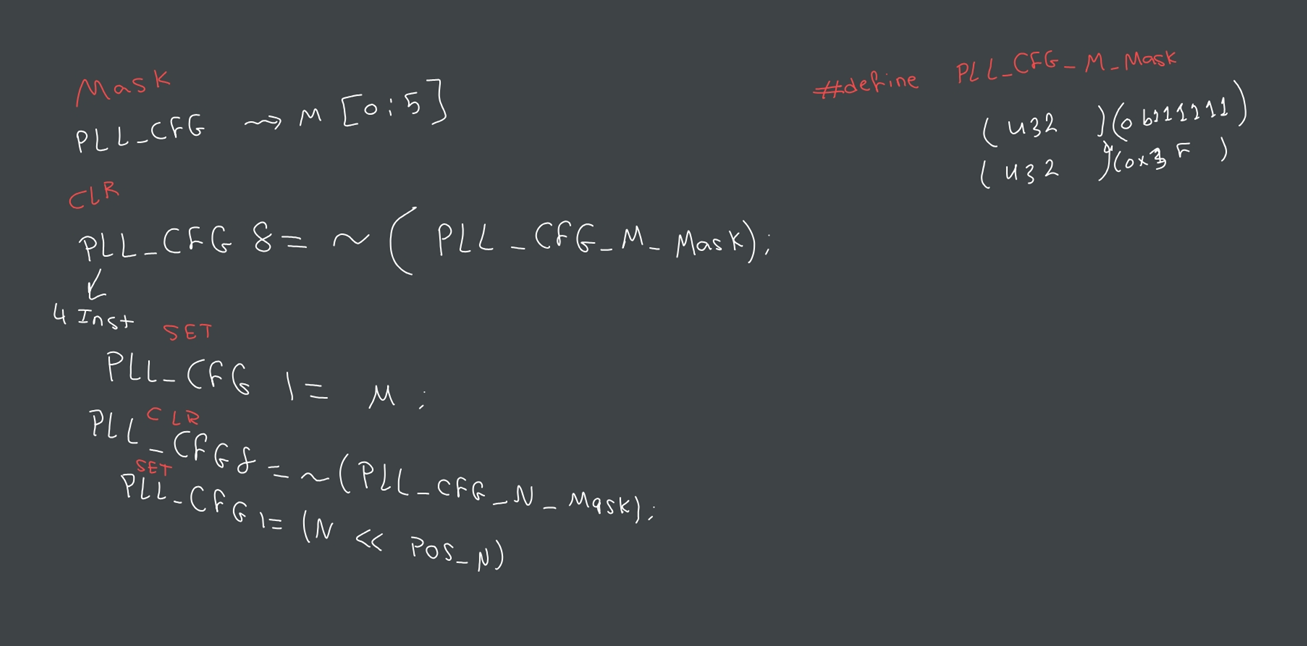 Mask
PLL_CFG ⟿ M [0:5]
#define PLL_CFG_M_Mask
(u32 )(0b111111)
(u32 )(0x3F )
CLR
PLL_CFG &= ~( PLL_CFG_M_Mask);
4 Inst
SET
PLL_CFG |= M ;
CLR
PLL_CFG &= ~(PLL_CFG_N_Mask);
SET
PLL_CFG |= (N << POS_N)